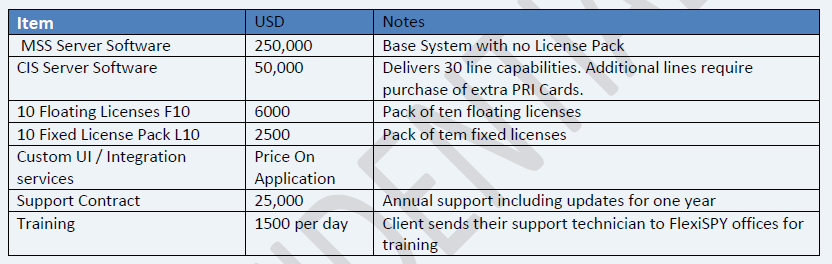 Item USD Notes
MSS Server Software 250,000 Base System with no License Pack
CIS Server Software 50,000 Delivers 30 line capabilities. Additional lines require
purchase of extra PRI Cards.
10 Floating Licenses F10 6000 Pack of ten floating licenses
10 Fixed License Pack L10 2500 Pack of tem fixed licenses
Custom UI / Integration Price On
services Application
Support Contract 25,000 Annual support including updates for one year
Training 1500 per day Client sends their support technician to FlexiSPY offices for
training